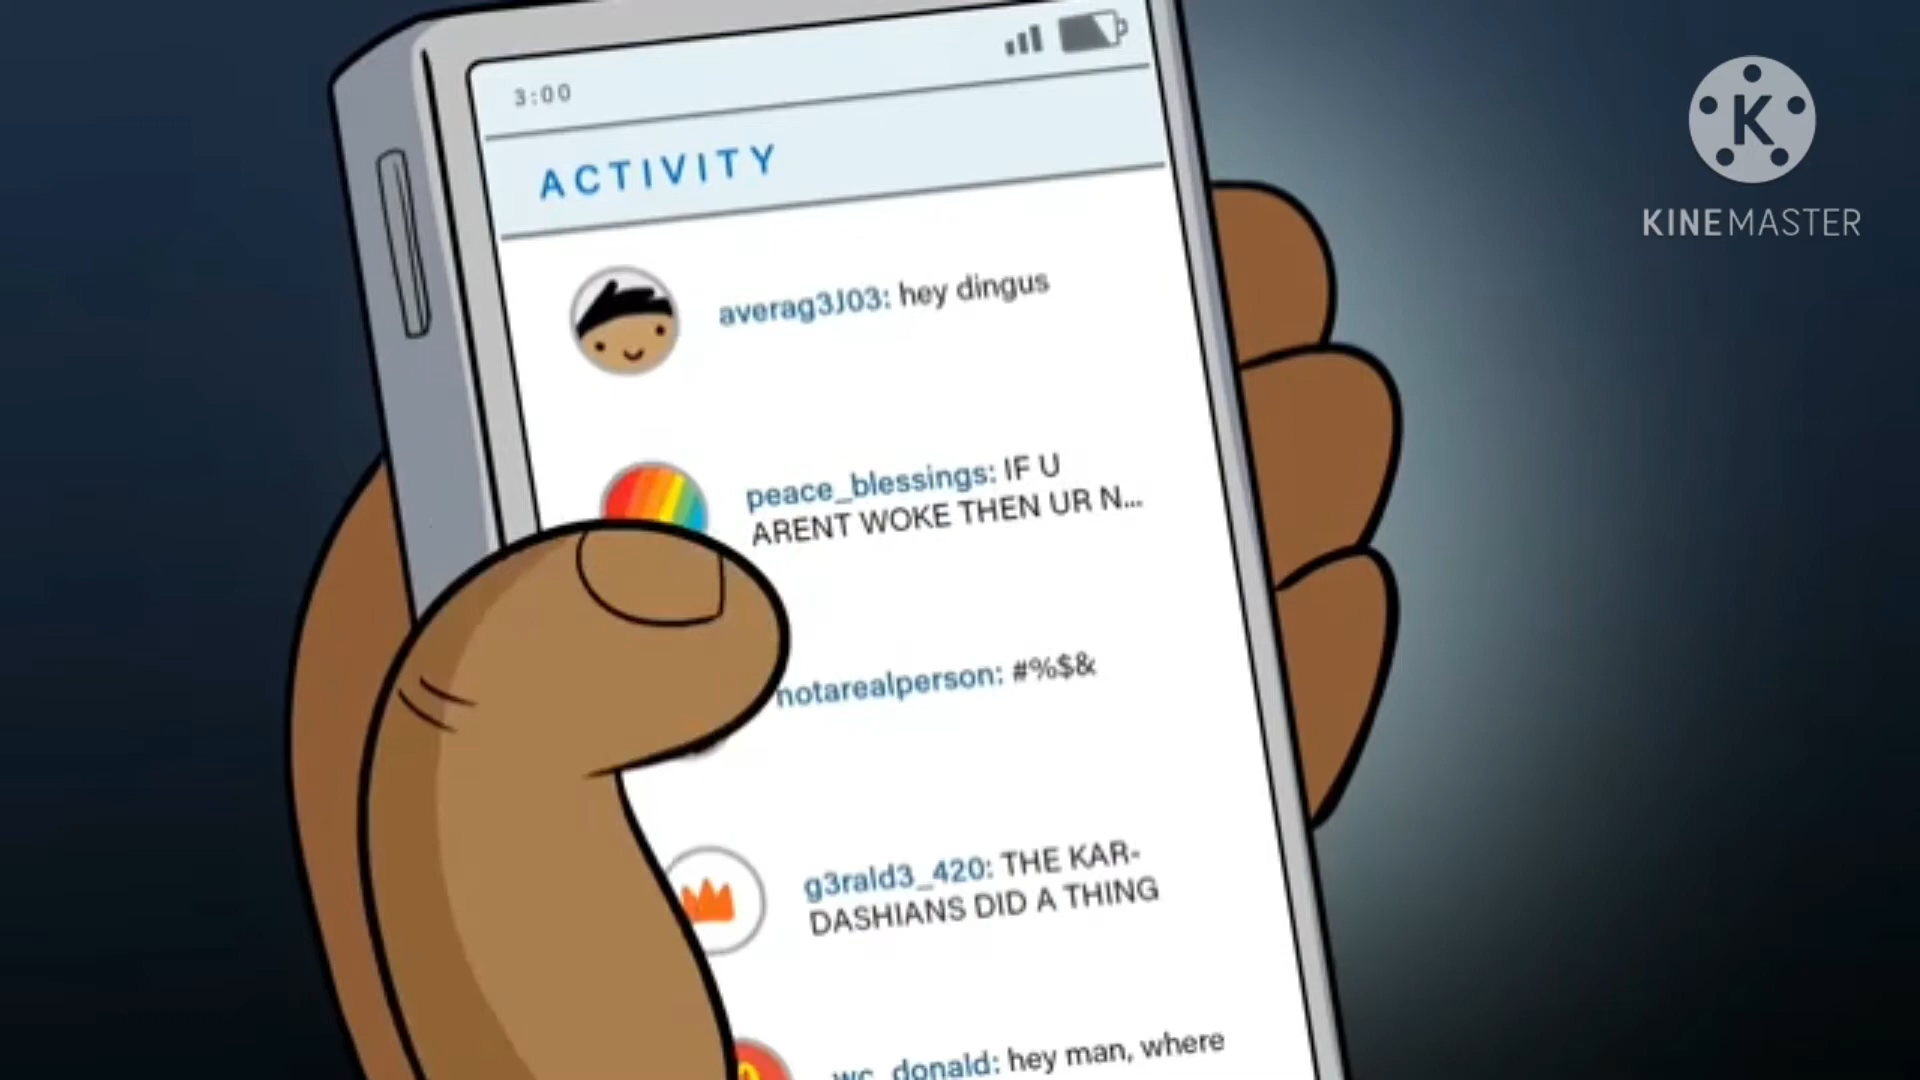 3:00
ACTIVITY
K
KINEMASTER
averag3J03: hey dingus
peace_blessings: IF U
ARENT WOKE THEN UR N...
notarealperson: #%$&
g3rald3_420: THE KAR-
DASHIANS DID A THING
wc_donald: hey man, where